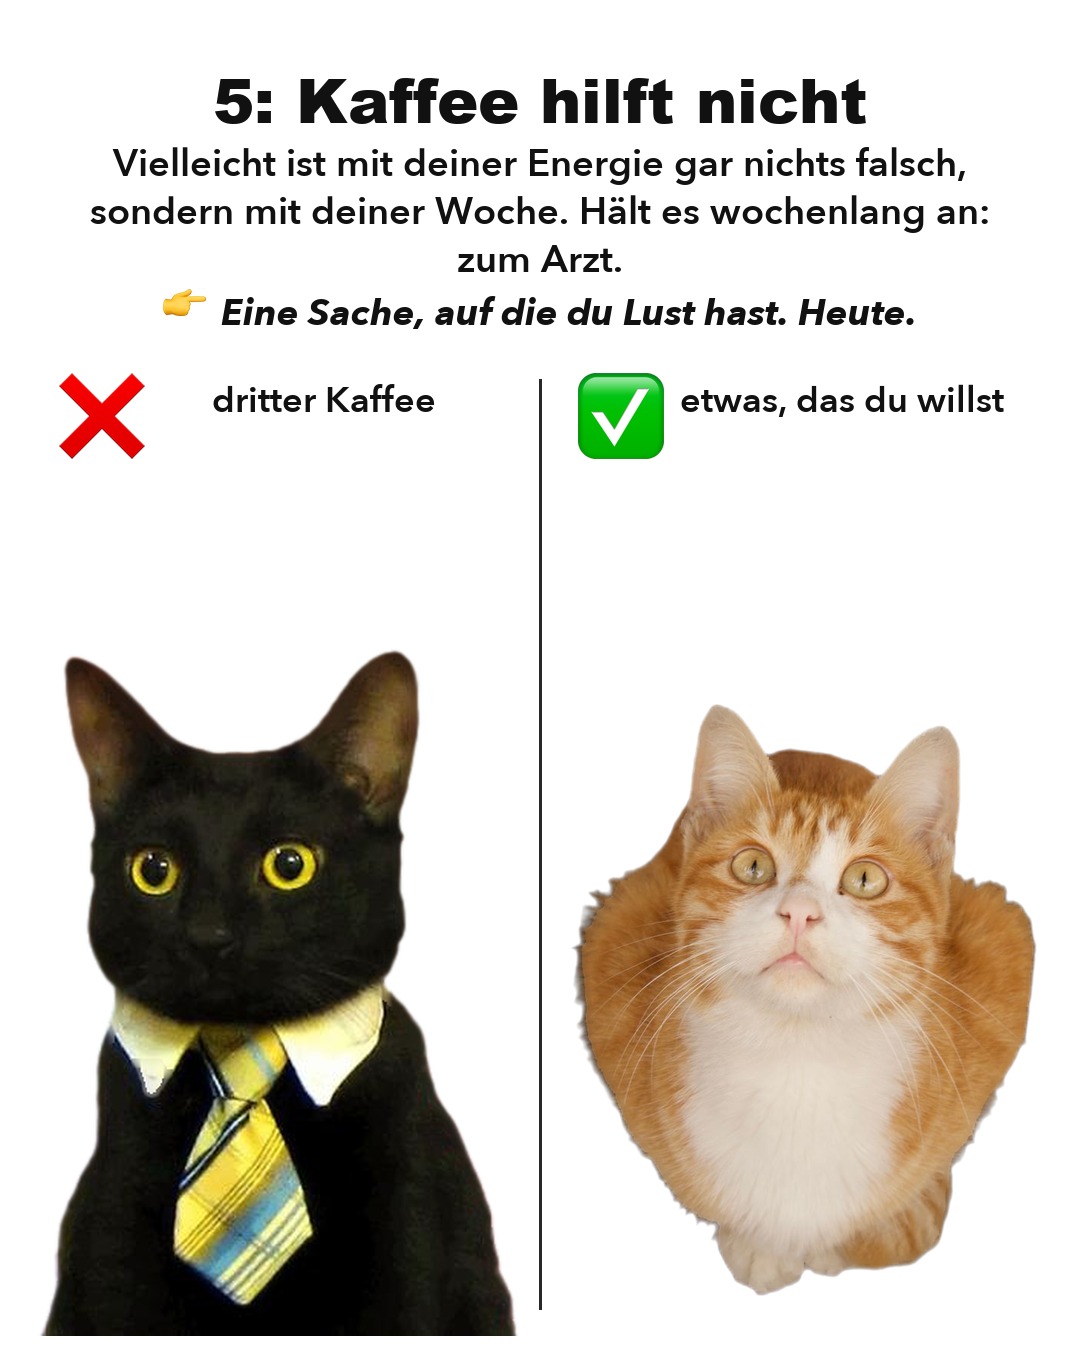 5: Kaffee hilft nicht
Vielleicht ist mit deiner Energie gar nichts falsch,
sondern mit deiner Woche. Hält es wochenlang an:
zum Arzt.
👉 Eine Sache, auf die du Lust hast. Heute.
❌ dritter Kaffee
✅ etwas, das du willst